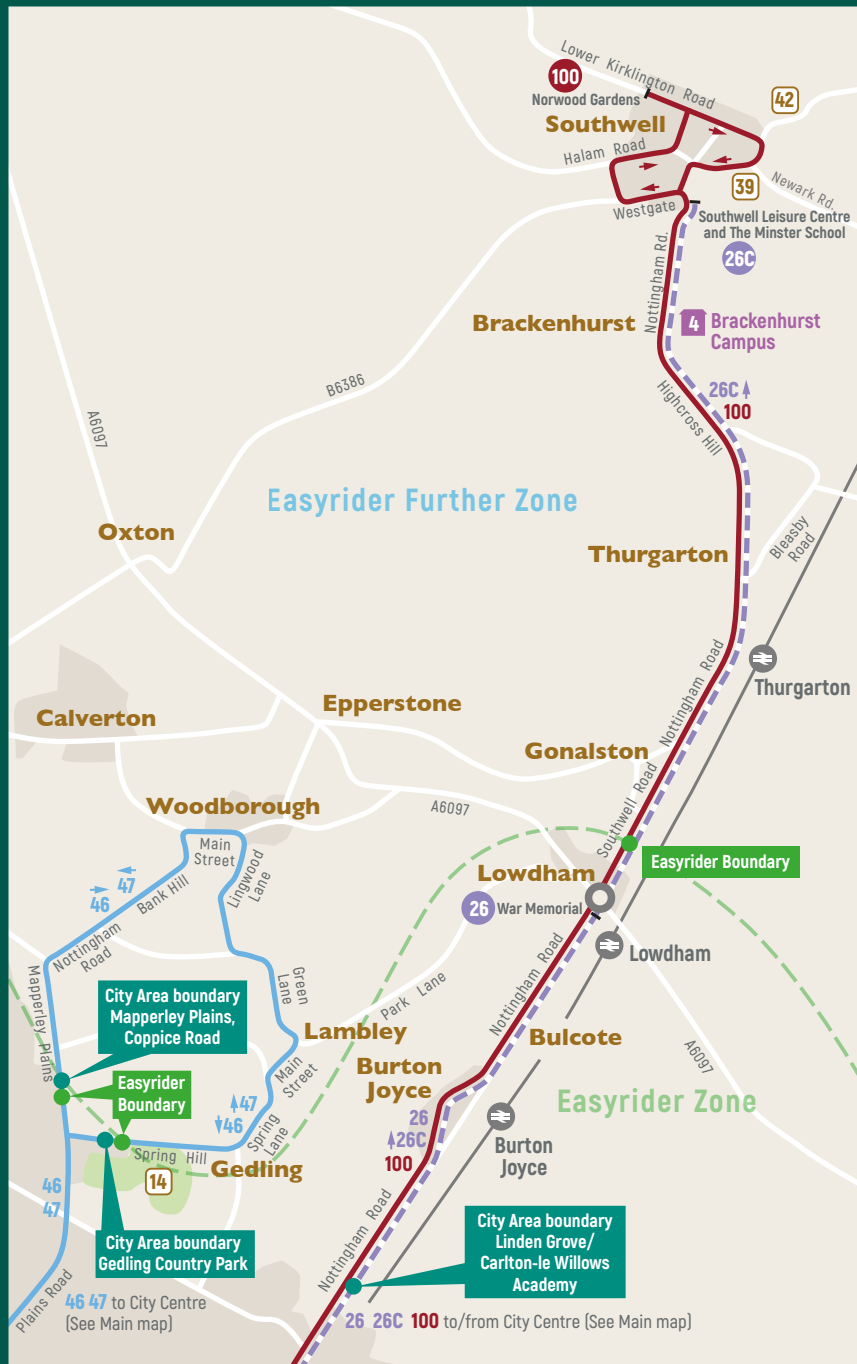 Lower Kirklington Road
100
Norwood Gardens
42
Southwell
Halam Road
39
Newark Rd.
Westgate
Southwell Leisure Centre
and The Minster School
26C
Nottingham Rd.
Brackenhurst
4
Brackenhurst
Campus
B6386
26C
100
A6097
Highcross Hill
Easyrider Further Zone
Oxton
Bleasby
Road
Thurgarton
Nottingham Road
Thurgarton
Calverton
Epperstone
Gonalston
Woodborough
A6097
Southwell Road
Main
Street
Easyrider Boundary
Lingwood
Lane
Lowdham
47
46
Bank Hill
26
War Memorial
Nottingham
Road
Lowdham
Nottingham Road
Mapperley Plains
Green
Lane
City Area boundary
Mapperley Plains,
Coppice Road
Park Lane
Lambley
Bulcote
A6097
Main
Street
Burton
Joyce
Easyrider
Boundary
47
46
Easyrider Zone
26
26C
100
Spring
Lane
Burton
Joyce
Spring Hill
Gedling
14
46
47
Nottingham Road
City Area boundary
Gedling Country Park
City Area boundary
Linden Grove/
Carlton-le Willows
Academy
Plains Road
46 47 to City Centre
(See Main map)
26 26C 100 to/from City Centre (See Main map)